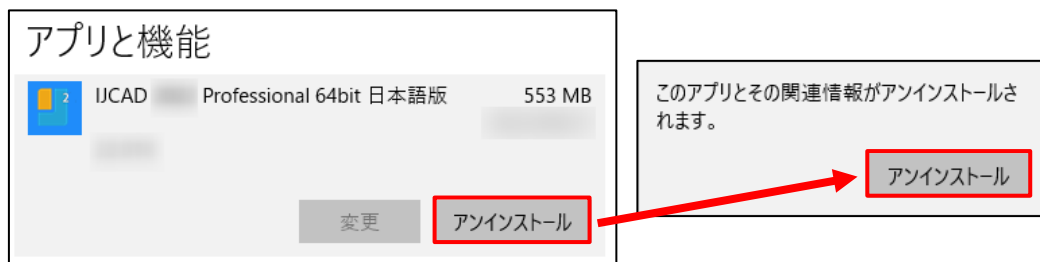 アプリと機能
IJCAD Professional 64bit 日本語版 553 MB
変更 アンインストール
このアプリとその関連情報がアンインストールさ
れます。
アンインストール